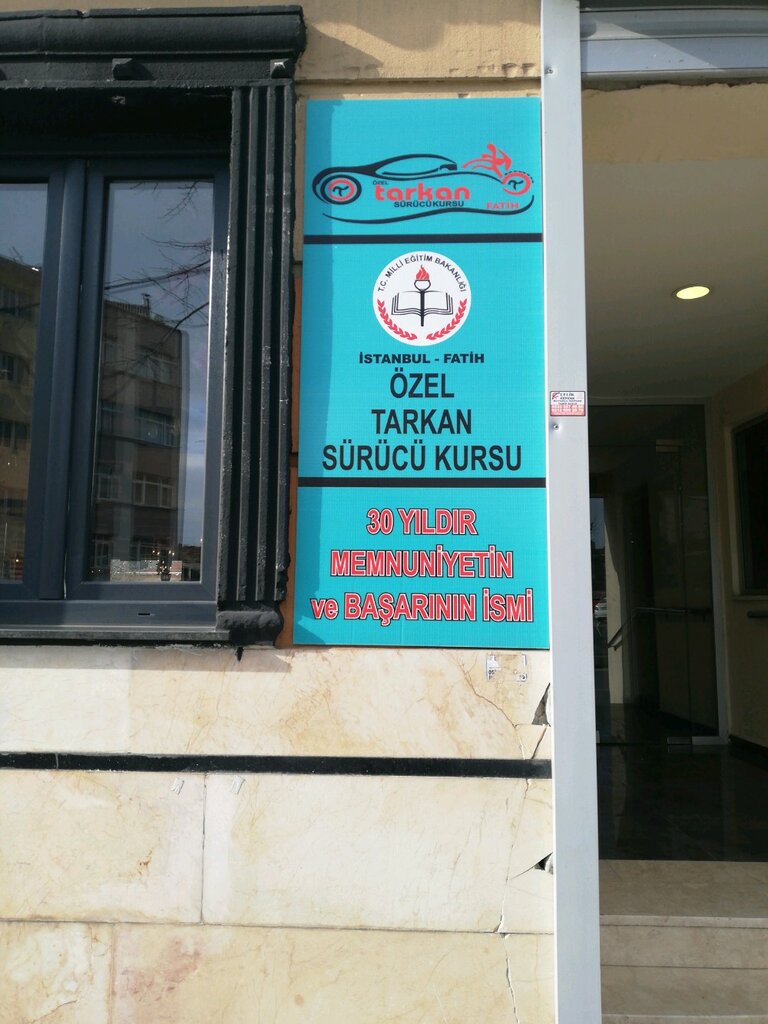 ÖZEL
tarkan
SÜRÜCÜ KURSU
FATİH
T.C. MİLLİ EĞİTİM BAKANLIĞI
İSTANBUL - FATİH
ÖZEL
TARKAN
SÜRÜCÜ KURSU
30 YILDIR
MEMNUNİYETİN
ve BAŞARININ İSMİ